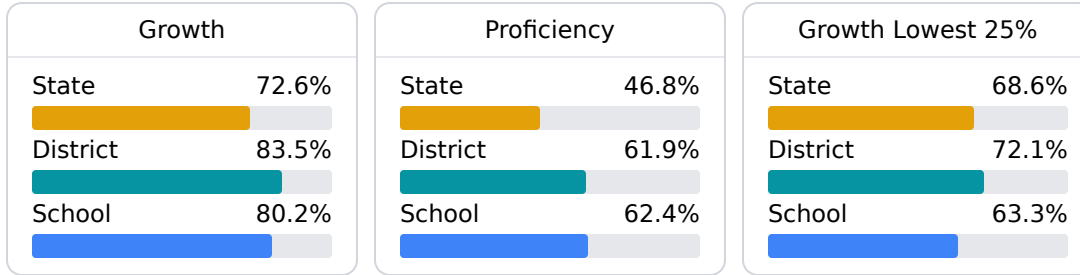 Growth
State 72.6%
District 83.5%
School 80.2%
Proficiency
State 46.8%
District 61.9%
School 62.4%
Growth Lowest 25%
State 68.6%
District 72.1%
School 63.3%